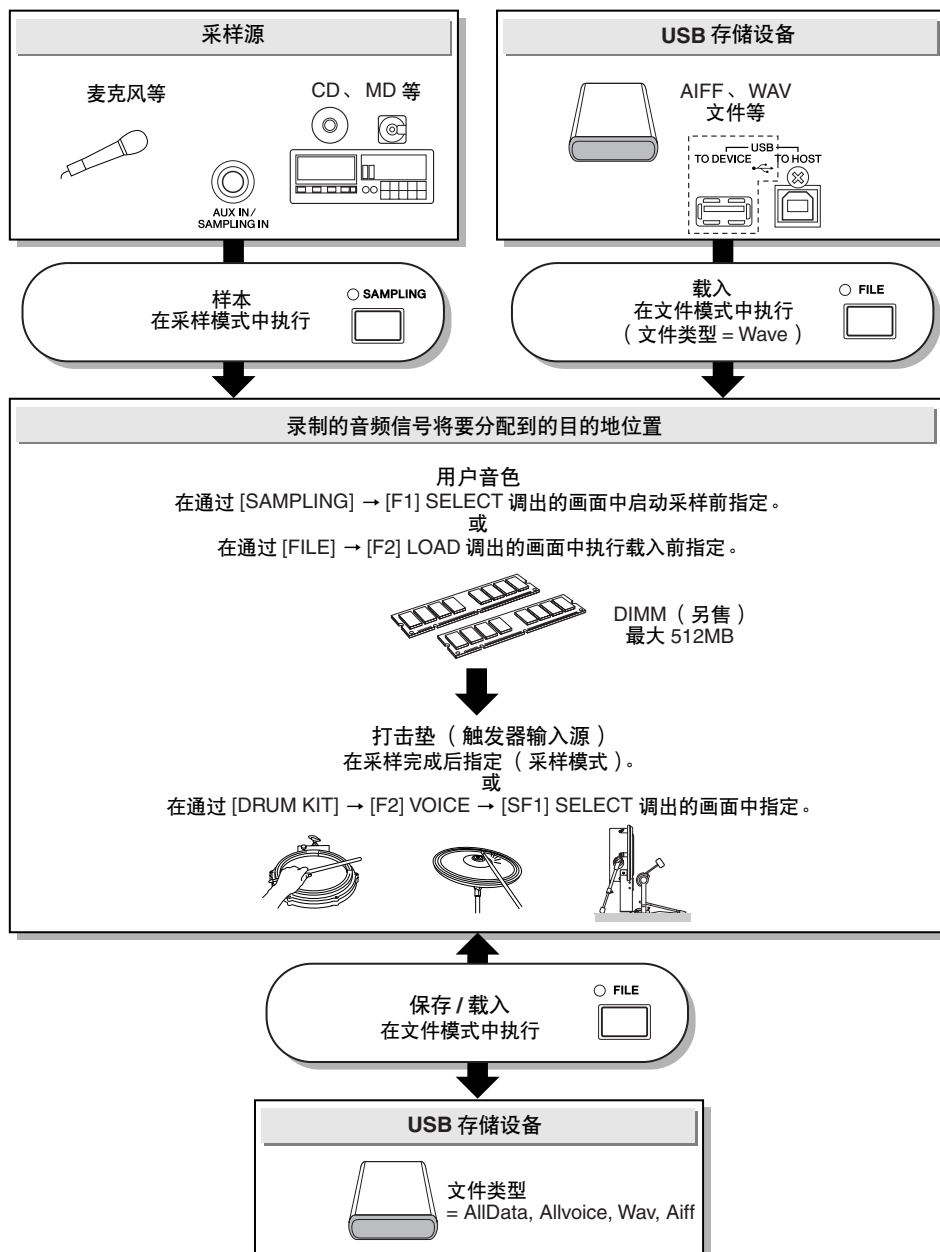 采样源
麦克风等
CD、MD 等
AUX IN/
SAMPLING IN
USB 存储设备
AIFF、WAV
文件等
USB
TO DEVICE
TO HOST
样本
在采样模式中执行
SAMPLING
载入
在文件模式中执行
（文件类型 = Wave）
FILE
录制的音频信号将要分配到的目的地位置
用户音色
在通过 [SAMPLING] → [F1] SELECT 调出的画面中启动采样前指定。
或
在通过 [FILE] → [F2] LOAD 调出的画面中执行载入前指定。
DIMM（另售）
最大 512MB
打击垫（触发器输入源）
在采样完成后指定（采样模式）。
或
在通过 [DRUM KIT] → [F2] VOICE → [SF1] SELECT 调出的画面中指定。
保存 / 载入
在文件模式中执行
FILE
USB 存储设备
文件类型
= AllData, Allvoice, Wav, Aiff